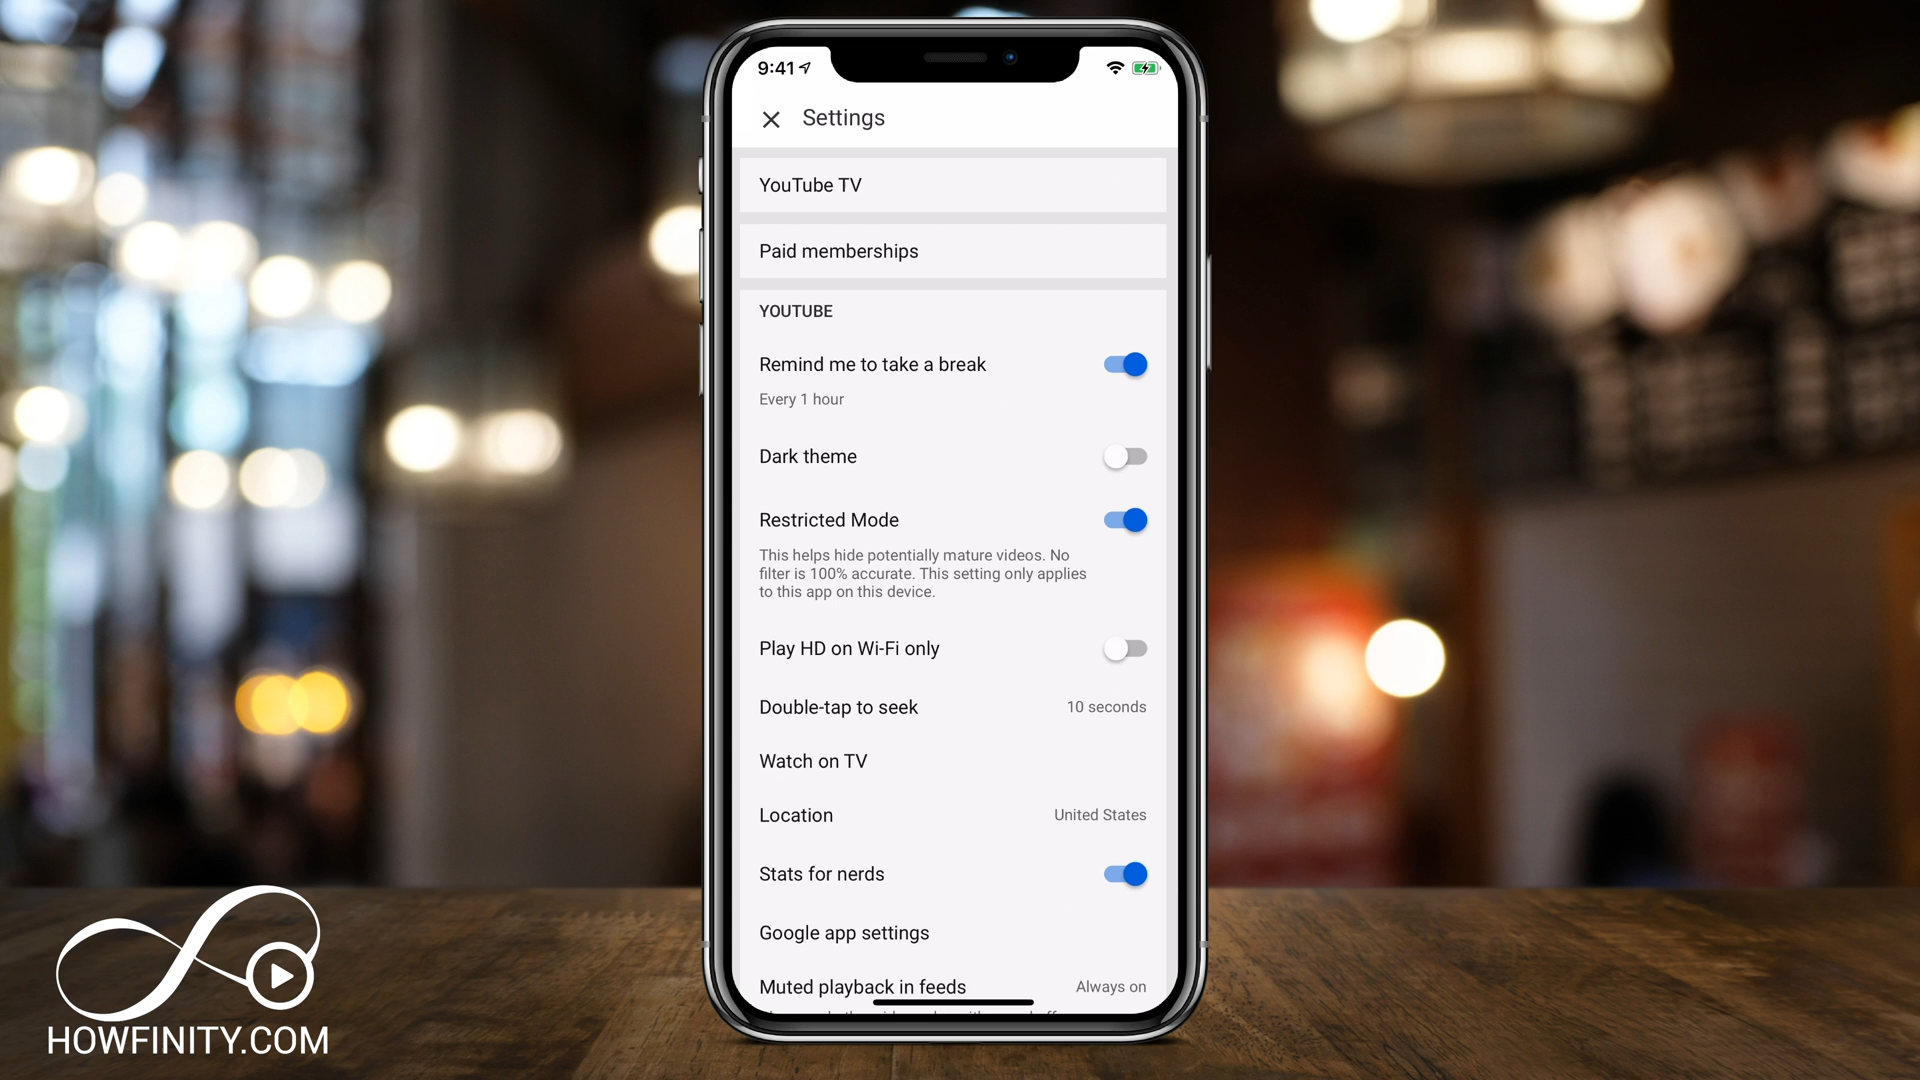 9:41
Settings
YouTube TV
Paid memberships
YOUTUBE
Remind me to take a break
Every 1 hour
Dark theme
Restricted Mode
This helps hide potentially mature videos. No
filter is 100% accurate. This setting only applies
to this app on this device.
Play HD on Wi-Fi only
Double-tap to seek 10 seconds
Watch on TV
Location United States
Stats for nerds
Google app settings
Muted playback in feeds Always on
HOWFINITY.COM